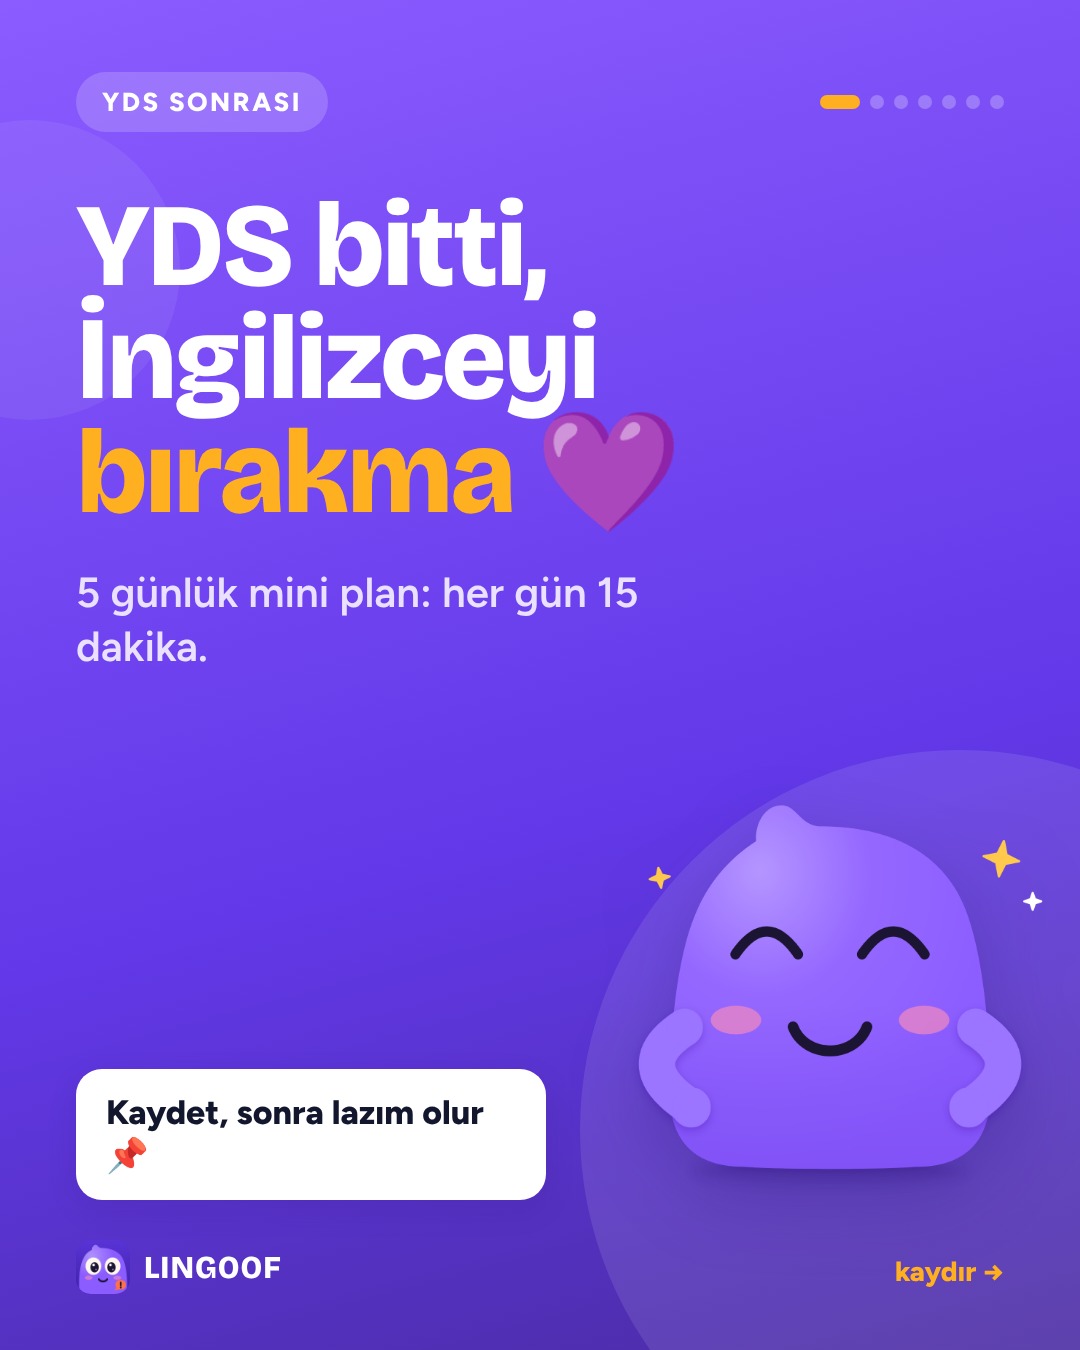 YDS SONRASI
YDS bitti,
İngilizceyi
bırakma 💜
5 günlük mini plan: her gün 15
dakika.
Kaydet, sonra lazım olur
📌
LINGOOF
kaydır →